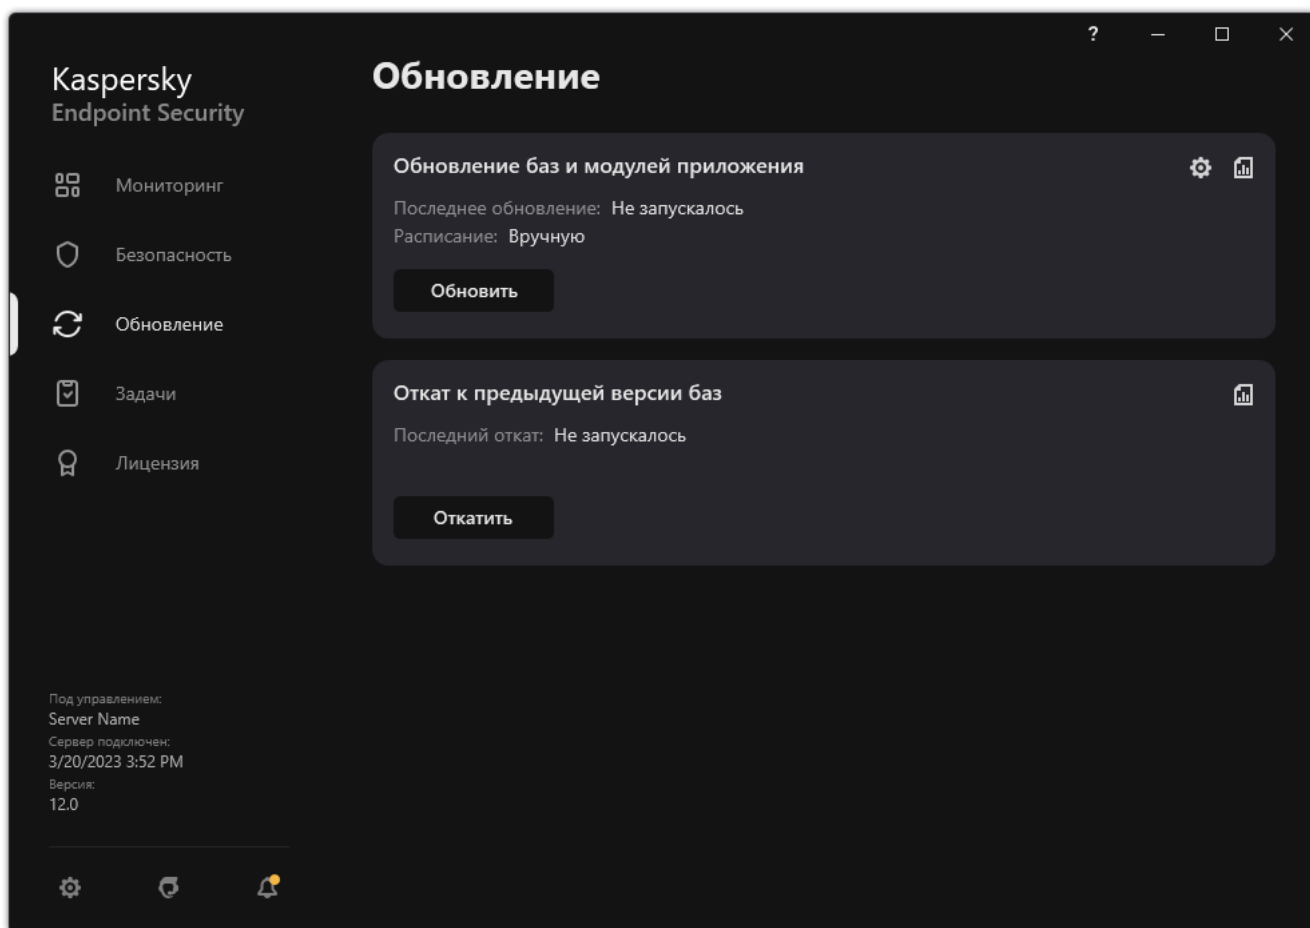 ?
Kaspersky
Endpoint Security
Мониторинг
Безопасность
Обновление
Задачи
Лицензия
Под управлением:
Server Name
Сервер подключен:
3/20/2023 3:52 PM
Версия:
12.0
Обновление
Обновление баз и модулей приложения
Последнее обновление: Не запускалось
Расписание: Вручную
Обновить
Откат к предыдущей версии баз
Последний откат: Не запускалось
Откатить